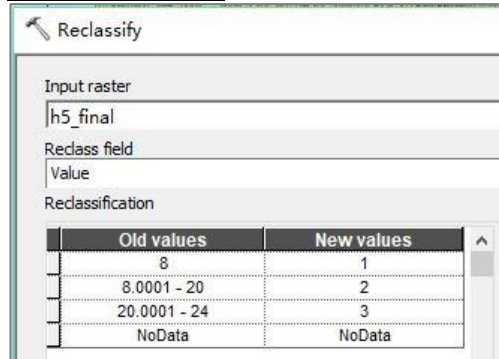 Reclassify
Input raster
h5_final
Reclass field
Value
Reclassification
Old values New values
8 1
8.0001 - 20 2
20.0001 - 24 3
NoData NoData